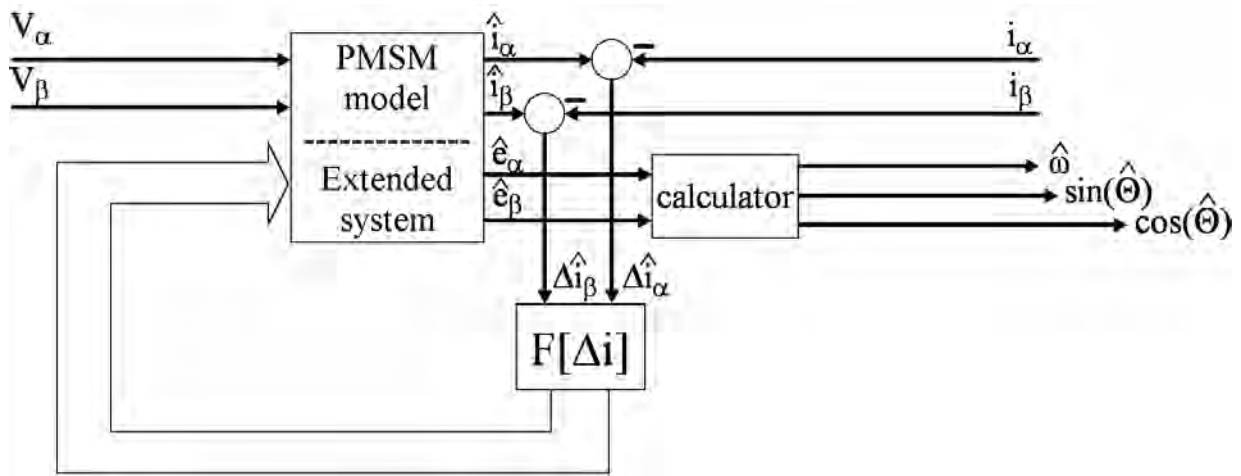 Vα
Vβ
PMSM
model
Extended
system
îα
îβ
êα
êβ
−
−
iα
iβ
calculator
ω̂
sin(Θ̂)
cos(Θ̂)
Δîβ
Δîα
F[Δi]